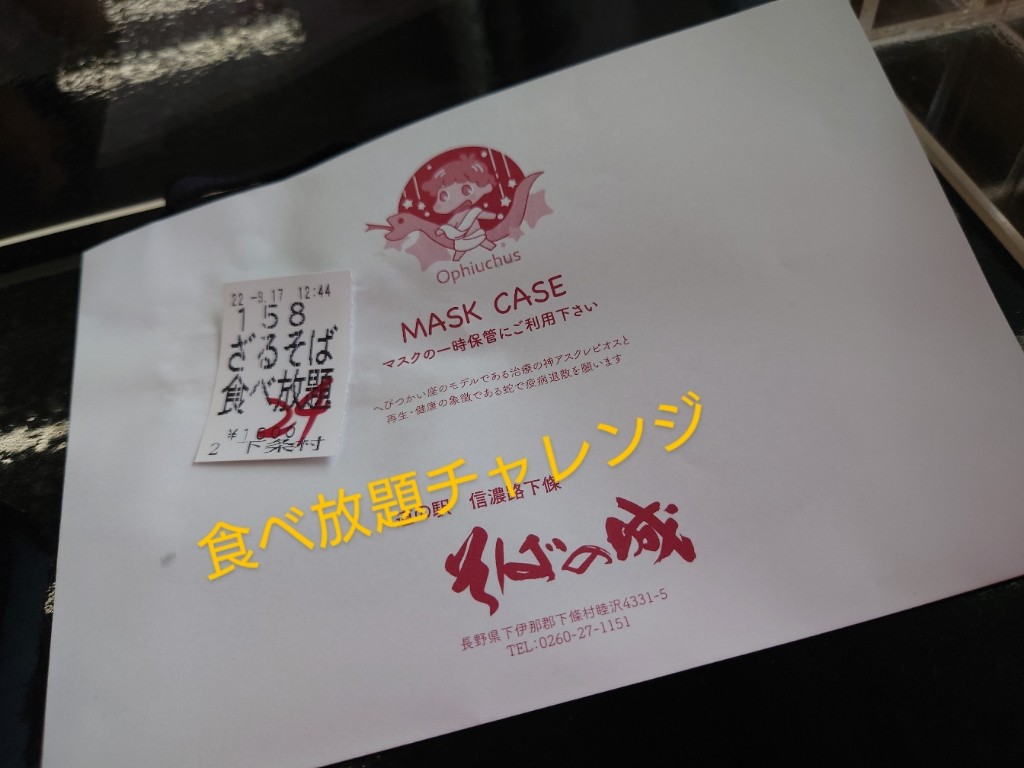 22 -9.17 12:44
158
ざるそば
食べ放題
29
2 下条村
Ophiuchus
MASK CASE
マスクの一時保管にご利用下さい
へびつかい座のモデルである治療の神アスクレピオスと
再生・健康の象徴である蛇で疫病退散を願います
食べ放題チャレンジ
の駅 信濃路下條
そばの城
長野県下伊那郡下條村睦沢4331-5
TEL:0260-27-1151